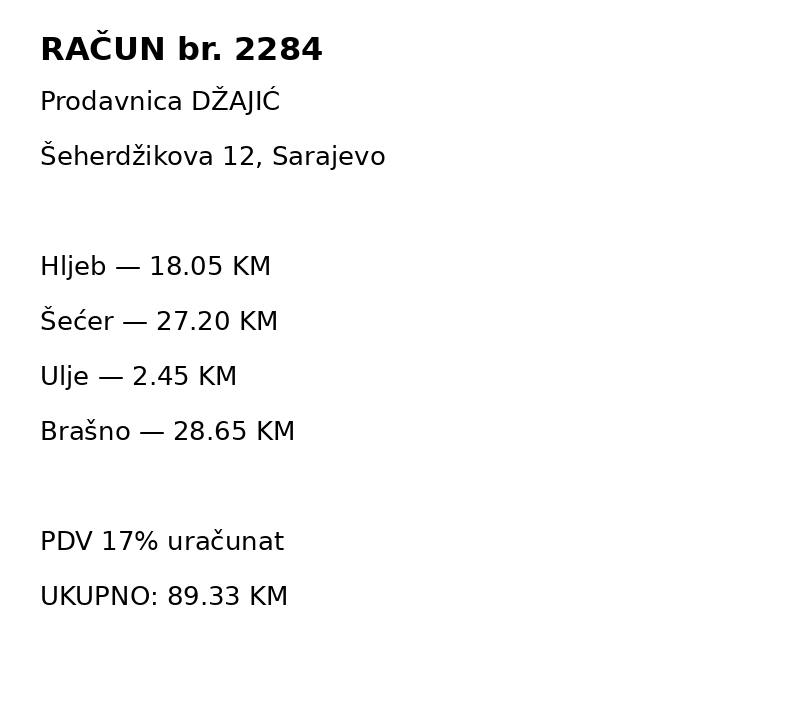 RAČUN br. 2284
Prodavnica DŽAJIĆ
Šeherdžikova 12, Sarajevo
Hljeb — 18.05 KM
Šećer — 27.20 KM
Ulje — 2.45 KM
Brašno — 28.65 KM
PDV 17% uračunat
UKUPNO: 89.33 KM